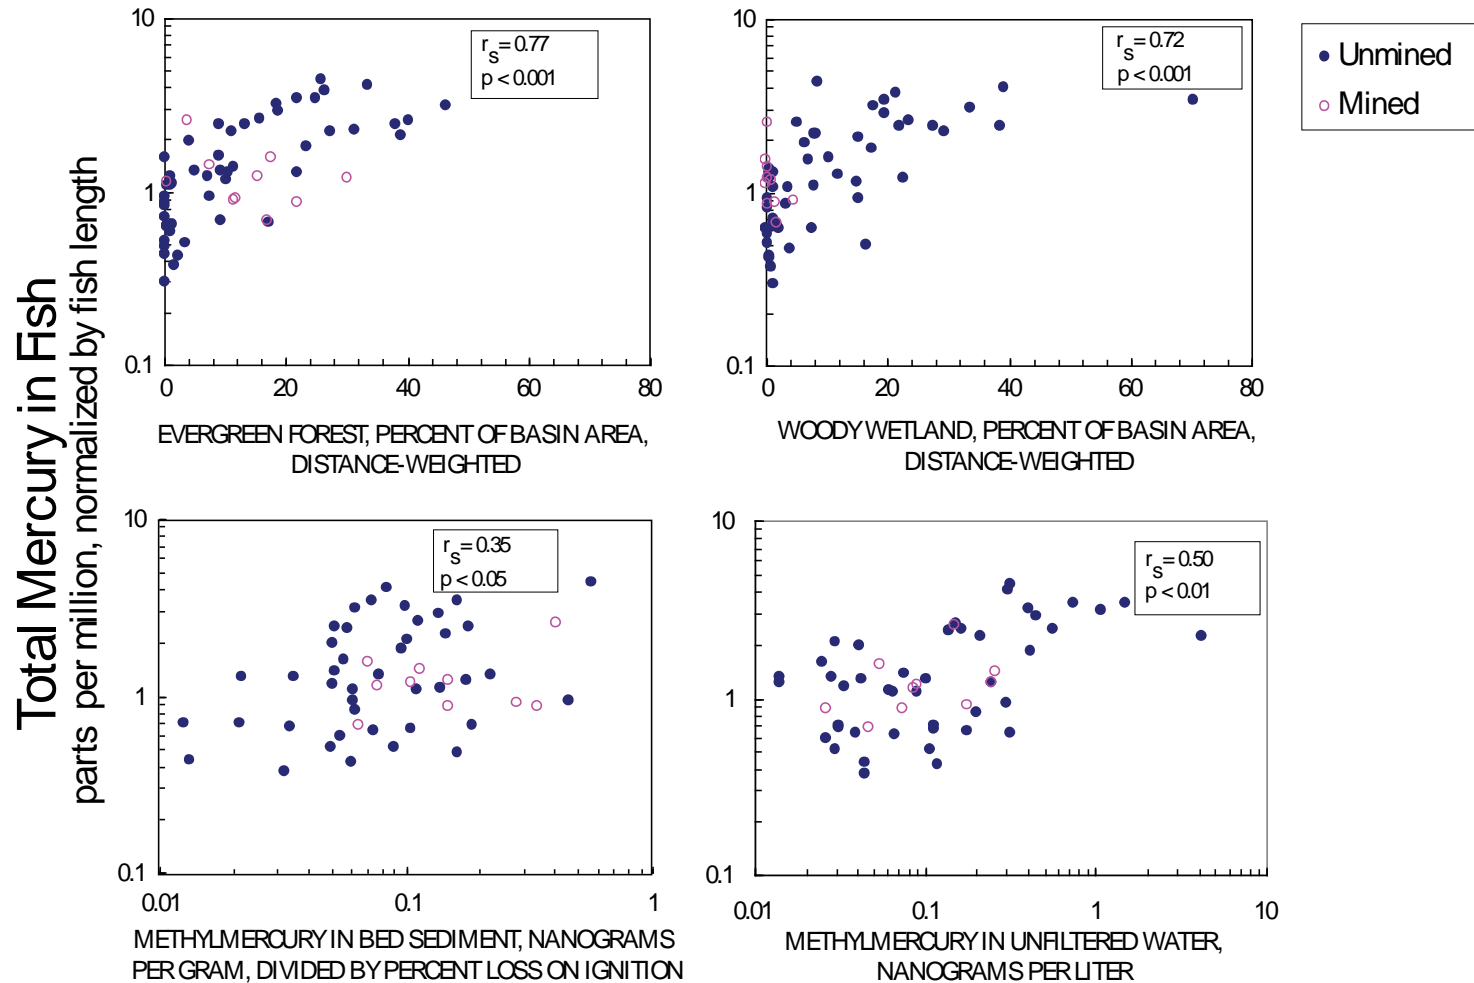 Total Mercury in Fish
parts per million, normalized by fish length
10
1
0.1
rs = 0.77
p < 0.001
0 20 40 60 80
EVERGREEN FOREST, PERCENT OF BASIN AREA,
DISTANCE-WEIGHTED
10
1
0.1
rs = 0.72
p < 0.001
0 20 40 60 80
WOODY WETLAND, PERCENT OF BASIN AREA,
DISTANCE-WEIGHTED
Unmined
Mined
10
1
0.1
rs = 0.35
p < 0.05
0.01 0.1 1
METHYLMERCURY IN BED SEDIMENT, NANOGRAMS
PER GRAM, DIVIDED BY PERCENT LOSS ON IGNITION
10
1
0.1
rs = 0.50
p < 0.01
0.01 0.1 1 10
METHYLMERCURY IN UNFILTERED WATER,
NANOGRAMS PER LITER